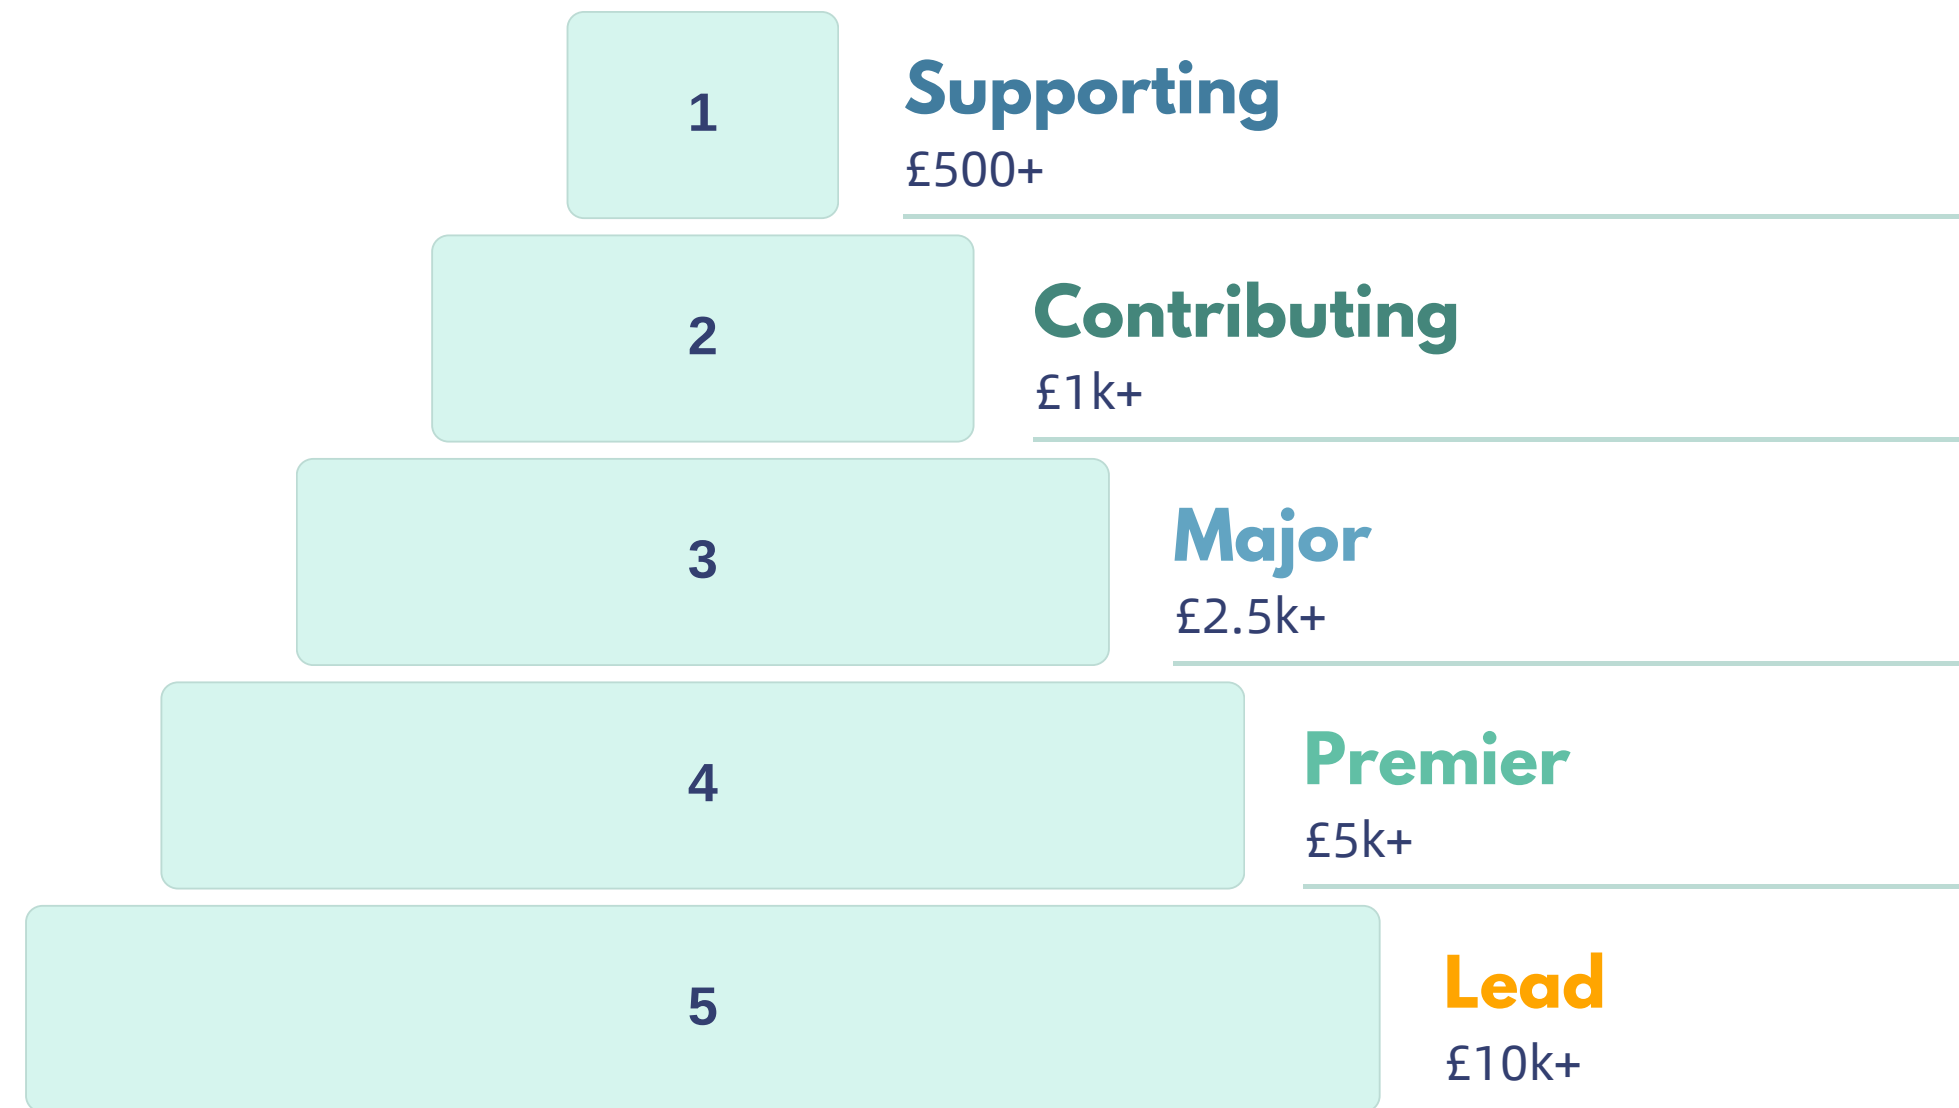 1
Supporting
£500+
2
Contributing
£1k+
3
Major
£2.5k+
4
Premier
£5k+
5
Lead
£10k+